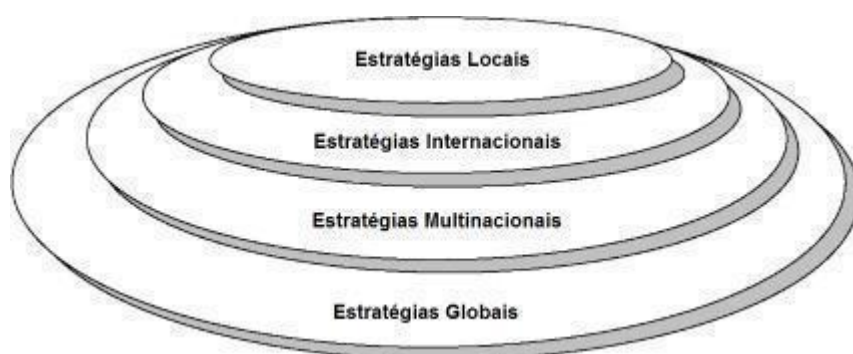 Estratégias Locais
Estratégias Internacionais
Estratégias Multinacionais
Estratégias Globais